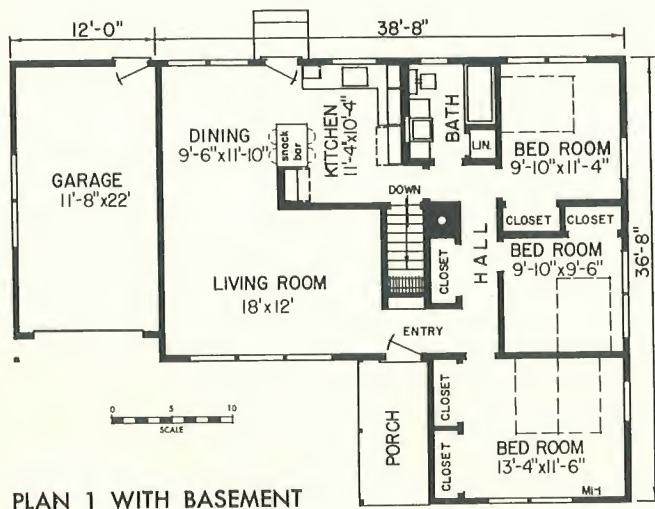 12'-0"
38'-8"
DINING
9'-6"x11'-10"
snack
bar
KITCHEN
11'-4"x10'-4"
BATH
LIN.
BED ROOM
9'-10"x11'-4"
GARAGE
11'-8"x22'
DOWN
CLOSET
CLOSET
HALL
BED ROOM
9'-10"x9'-6"
36'-8"
CLOSET
LIVING ROOM
18'x12'
ENTRY
0 5 10
SCALE
PORCH
CLOSET
CLOSET
BED ROOM
13'-4"x11'-6"
MI-1
PLAN 1 WITH BASEMENT